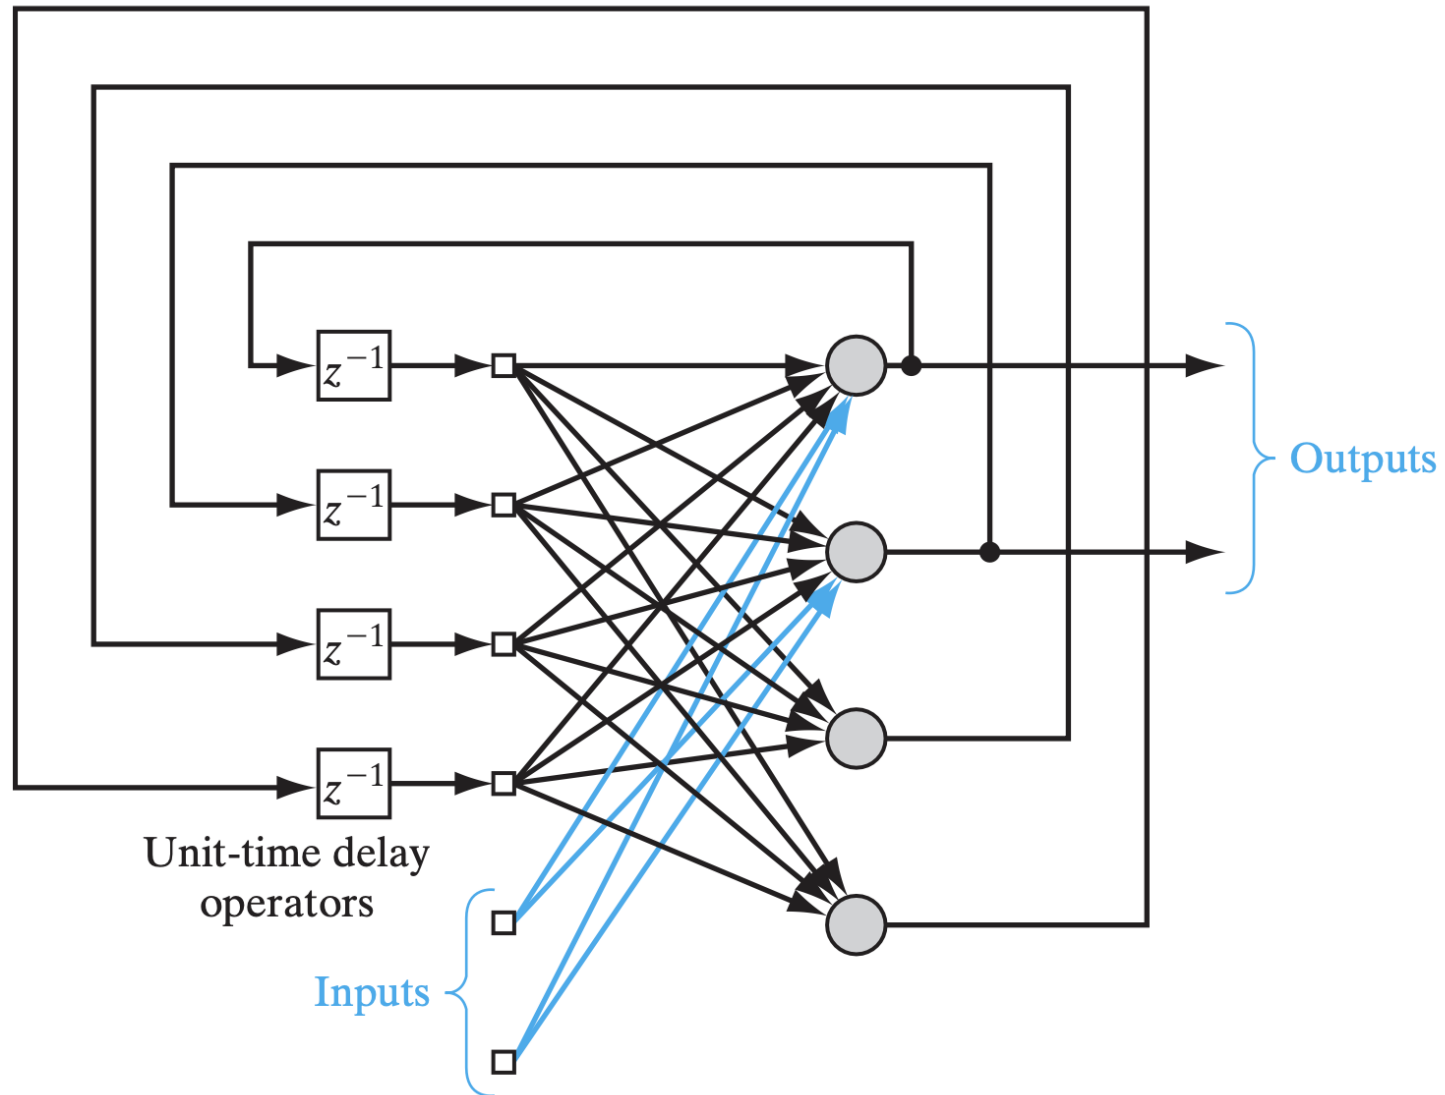 z⁻¹
z⁻¹
Outputs
z⁻¹
z⁻¹
Unit-time delay
operators
Inputs